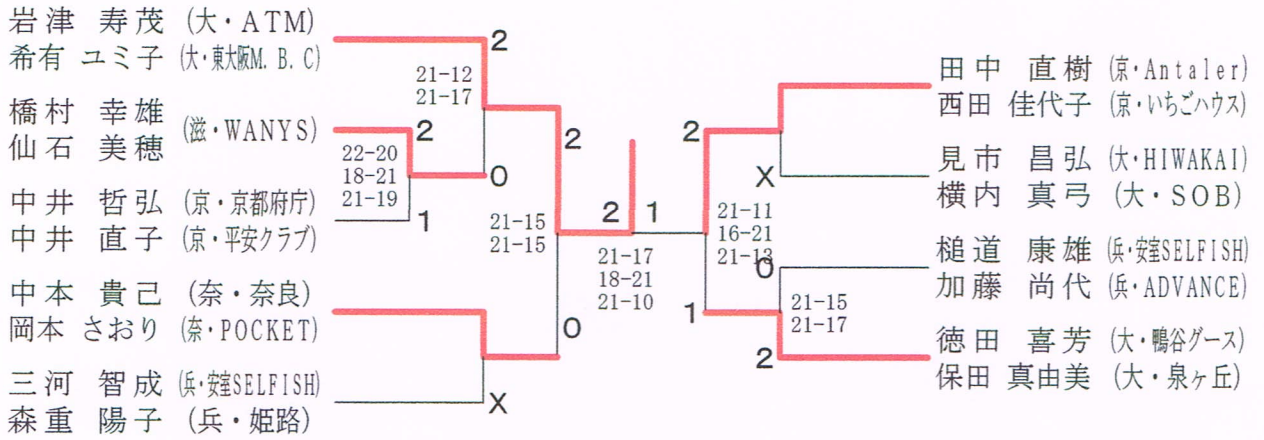 岩津 寿茂 (大・ATM)
希有 ユミ子 (大・東大阪M.B.C)
橋村 幸雄
仙石 美穂
(滋・WANYS)
中井 哲弘 (京・京都府庁)
中井 直子 (京・平安クラブ)
中本 貴己 (奈・奈良)
岡本 さおり (奈・POCKET)
三河 智成 (兵・安室SELFISH)
森重 陽子 (兵・姫路)
2
21-12
21-17
2
22-20
18-21
21-19
0
1
2
21-15
21-15
0
X
2 1
21-17
18-21
21-10
2
X
21-11
16-21
21-13
0
1
21-15
21-17
2
田中 直樹 (京・Antaler)
西田 佳代子 (京・いちごハウス)
見市 昌弘 (大・HIWAKAI)
横内 真弓 (大・SOB)
槌道 康雄 (兵・安室SELFISH)
加藤 尚代 (兵・ADVANCE)
徳田 喜芳 (大・鴨谷グース)
保田 真由美 (大・泉ヶ丘)